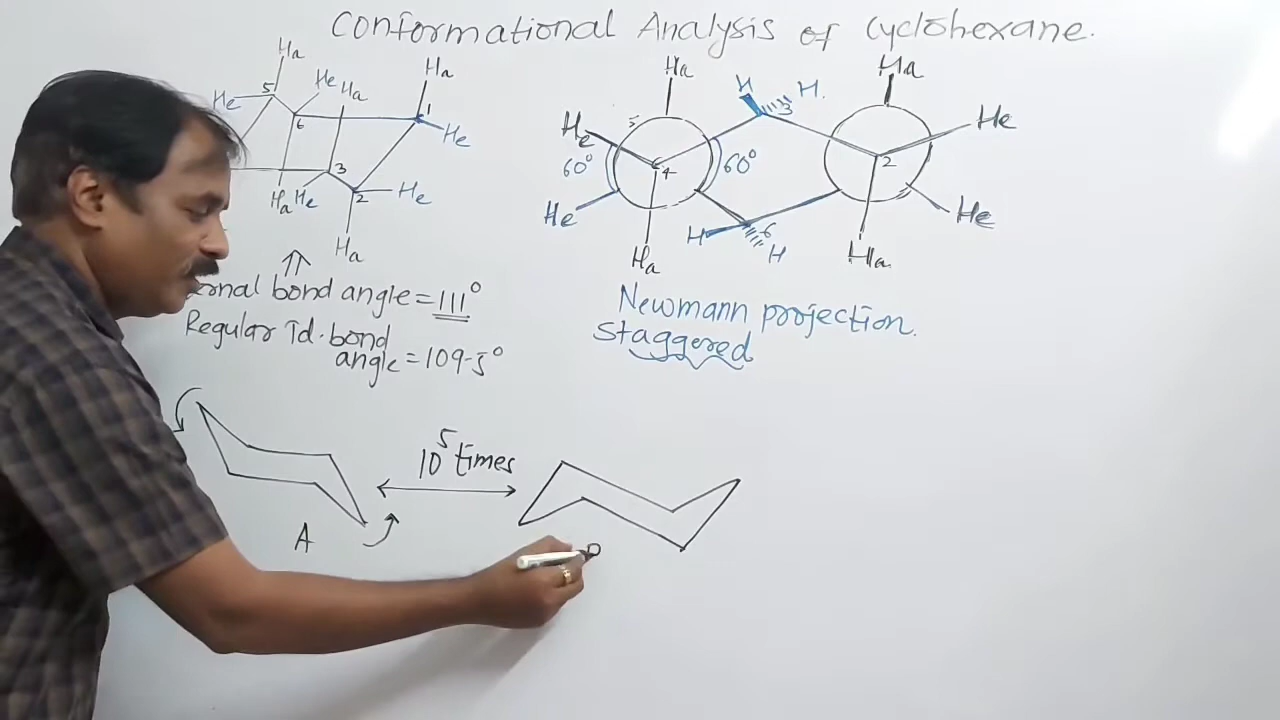 Conformational Analysis of Cyclohexane.
Ha
5
He
He
Ha
6
Ha
1
He
3
Ha
He
2
He
Ha
Ha
5
He
60°
4
He
Ha
60°
H
H.
3
H
6
H
Ha
He
2
He
Ha
ernal bond angle = 111°
Regular Td. bond
angle = 109.5°
Newmann projection.
Staggered
A
10⁵ times